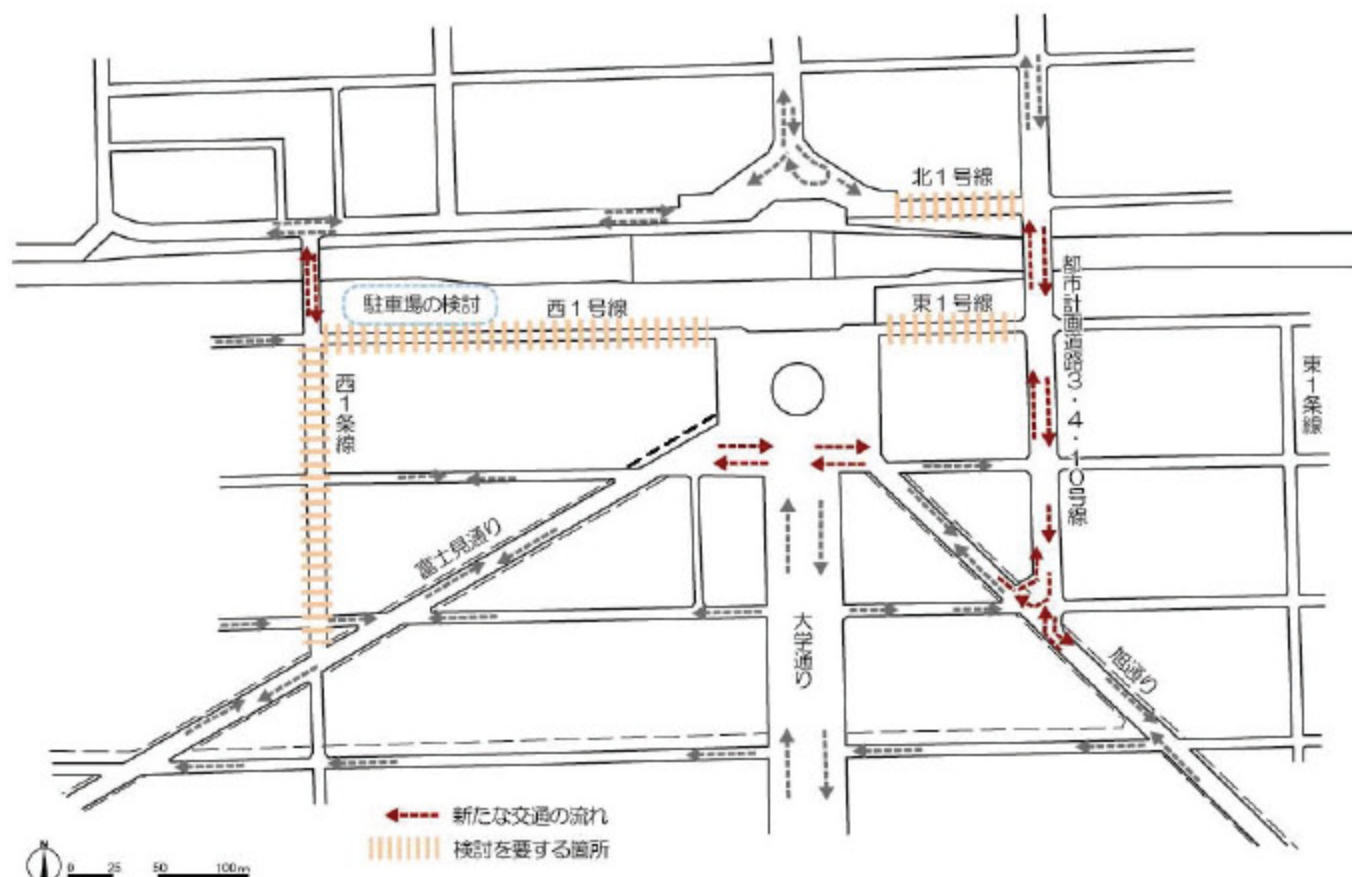 北1号線
駐車場の検討
西1号線
東1号線
都市計画道路3・4・10号線
東1条線
西1条線
富士見通り
大学通り
旭通り
新たな交通の流れ
検討を要する箇所
N
0 25 50 100m